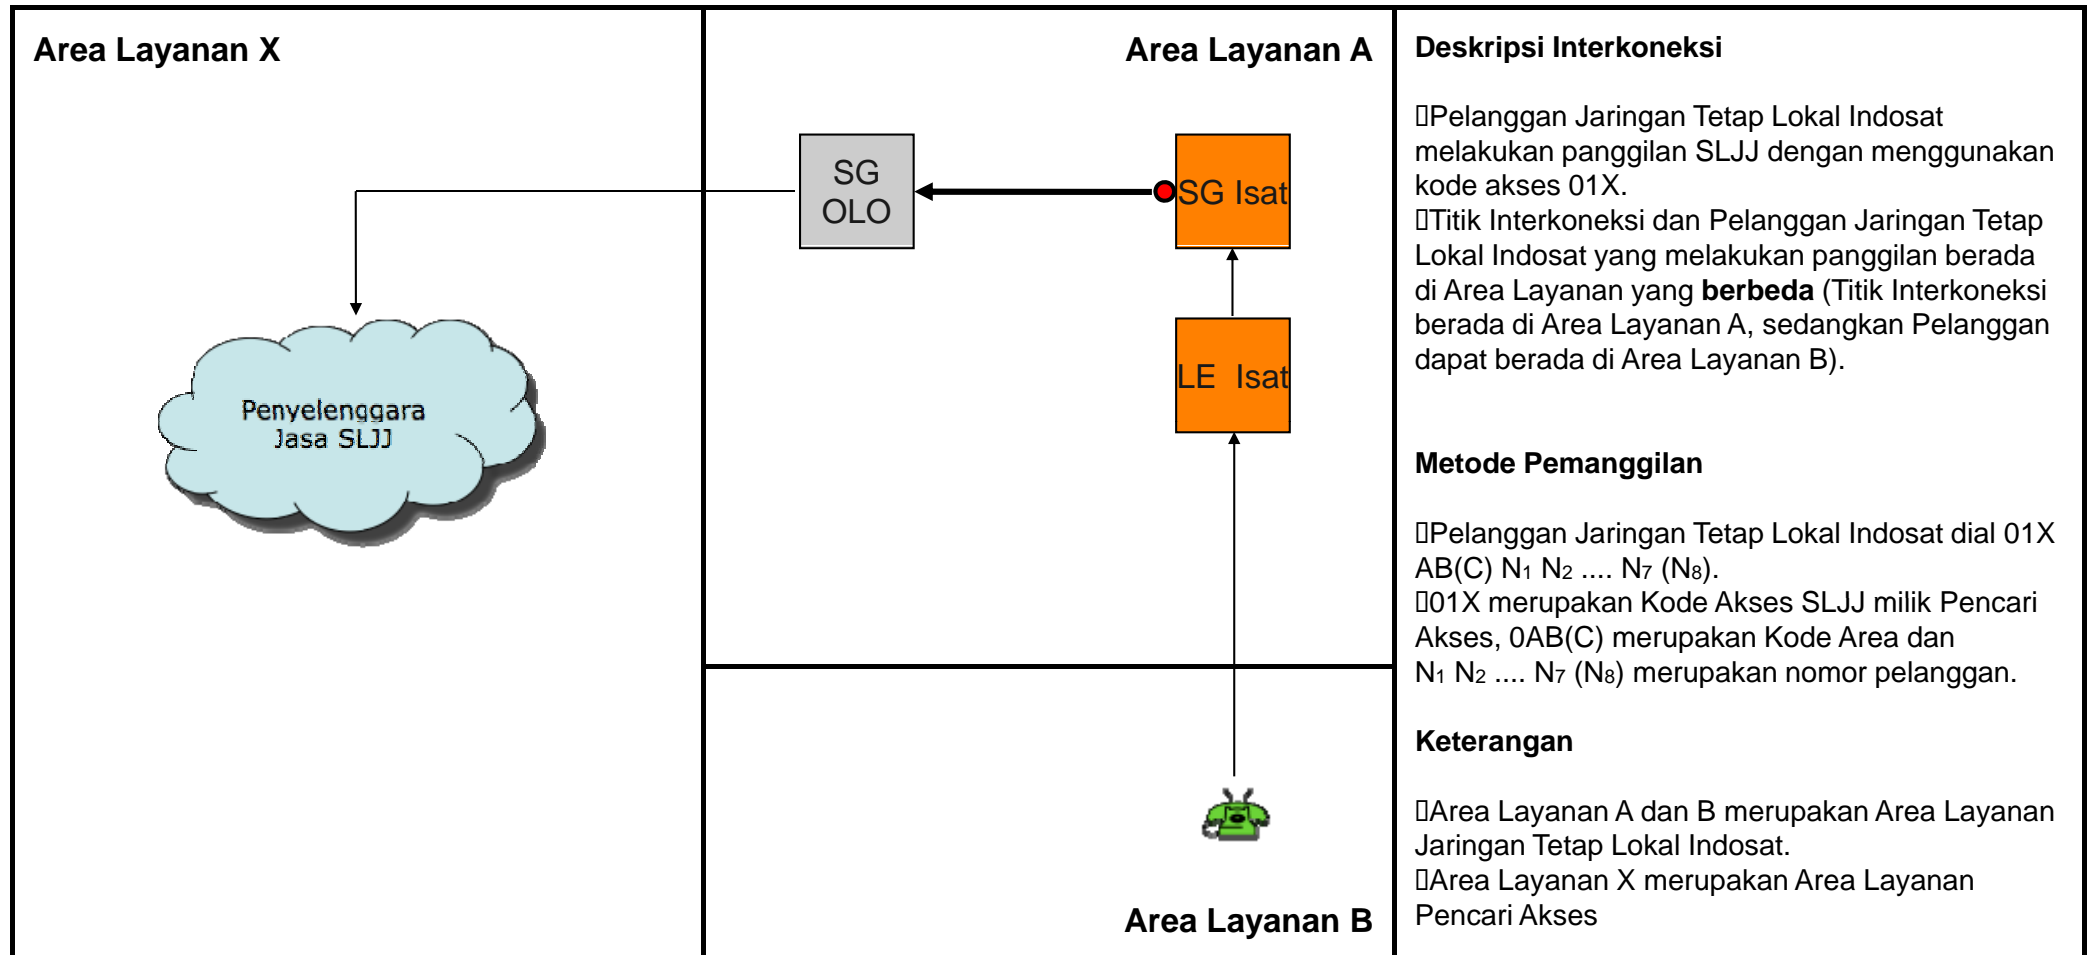 Area Layanan X
Area Layanan A
SG
OLO
SG Isat
LE  Isat
Penyelenggara
Jasa SLJJ
Area Layanan B
Deskripsi Interkoneksi
Pelanggan Jaringan Tetap Lokal Indosat
melakukan panggilan SLJJ dengan menggunakan
kode akses 01X.
Titik Interkoneksi dan Pelanggan Jaringan Tetap
Lokal Indosat yang melakukan panggilan berada
di Area Layanan yang berbeda (Titik Interkoneksi
berada di Area Layanan A, sedangkan Pelanggan
dapat berada di Area Layanan B).
Metode Pemanggilan
Pelanggan Jaringan Tetap Lokal Indosat dial 01X
AB(C) N₁ N₂ .... N₇ (N₈).
01X merupakan Kode Akses SLJJ milik Pencari
Akses, 0AB(C) merupakan Kode Area dan
N₁ N₂ .... N₇ (N₈) merupakan nomor pelanggan.
Keterangan
Area Layanan A dan B merupakan Area Layanan
Jaringan Tetap Lokal Indosat.
Area Layanan X merupakan Area Layanan
Pencari Akses